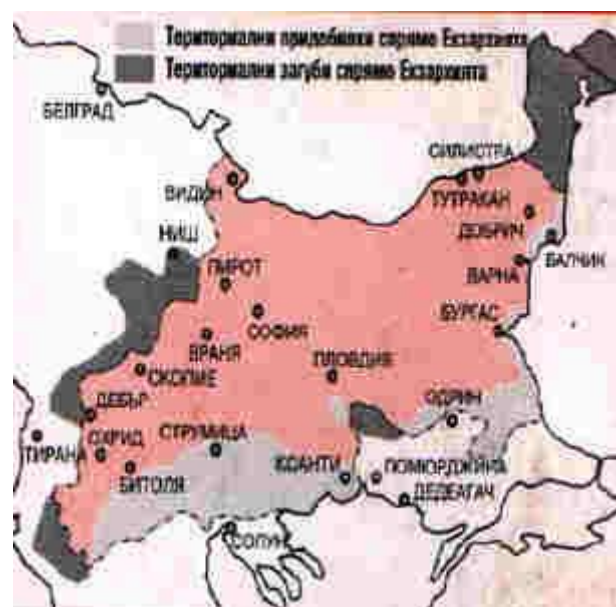 Териториални придобивки спрямо Екзархията
Териториални загуби спрямо Екзархията
БЕЛГРАД
СИЛИСТРА
ВИДИН
ТУТРАКАН
НИШ
ДОБРИЧ
БАЛЧИК
ПИРОТ
ВАРНА
СОФИЯ
БУРГАС
ВРАНЯ
ПЛОВДИВ
СКОПИЕ
ДЕБЪР
ОДРИН
ТИРАНА
ОХРИД
СТРУМИЦА
КСАНТИ
БИТОЛЯ
ДЕДЕАГАЧ
СОЛУН